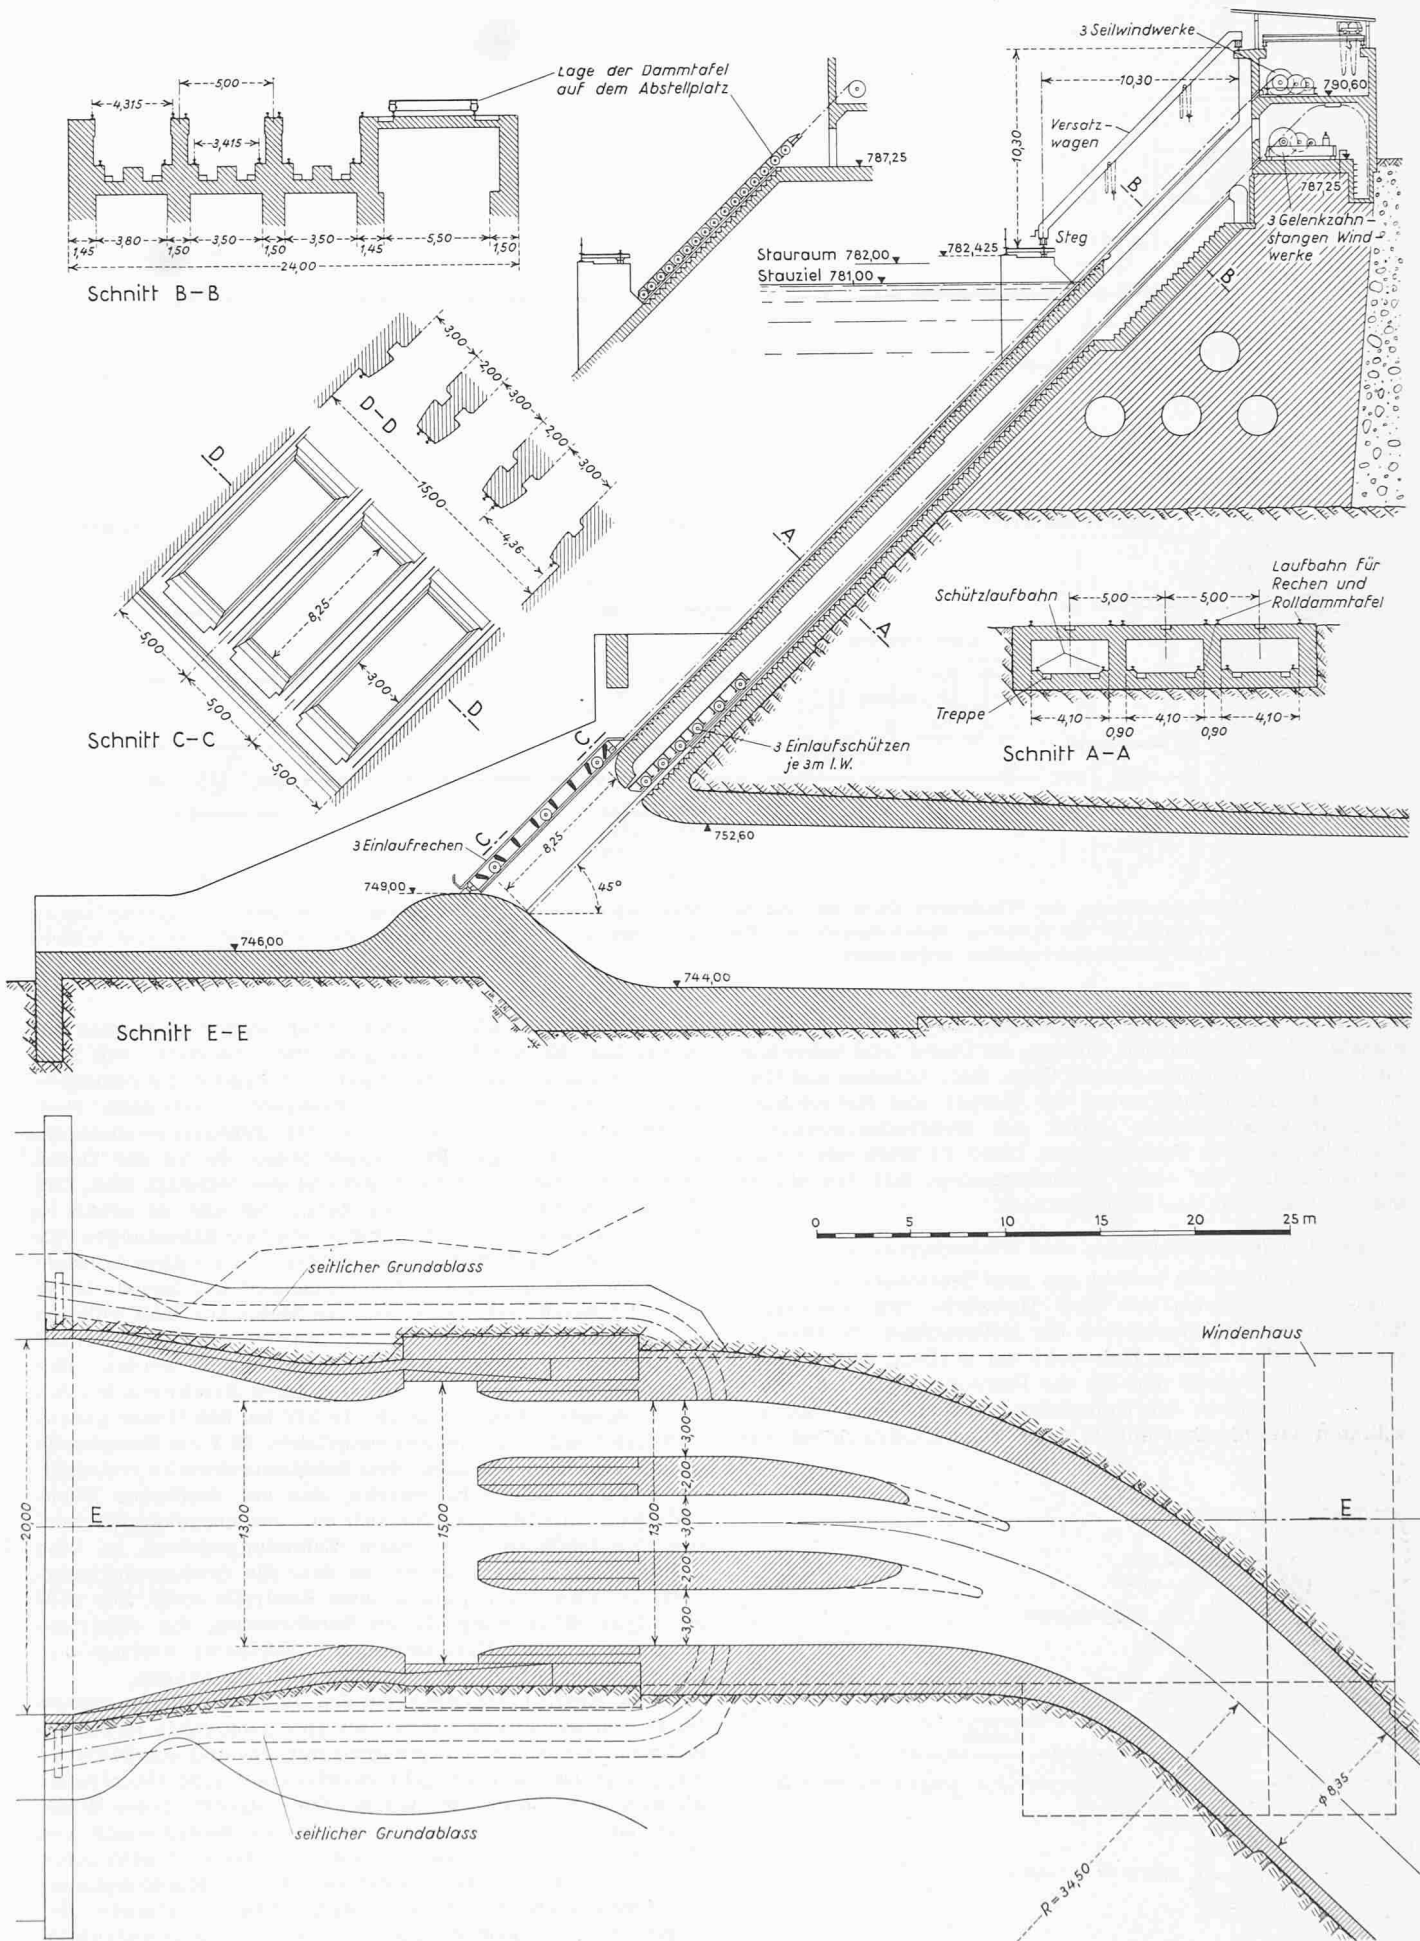 5,00
4,315
3,415
1,45
3,80
1,50
3,50
1,50
3,50
1,45
5,50
1,50
24,00
Schnitt B-B
Lage der Dammtafel
auf dem Abstellplatz
787,25
3 Seilwindwerke
10,30
10,30
Versatz-
wagen
B
790,60
787,25
3 Gelenkzahn-
stangen Wind-
werke
B
Steg
782,425
Stauraum 782,00
Stauziel 781,00
3,00
2,00
3,00
2,00
3,00
D-D
15,00
4,36
D
8,25
3,00
D
5,00
5,00
5,00
Schnitt C-C
A
A
Schützlaufbahn
Laufbahn für
Rechen und
Rolldammtafel
5,00
5,00
Treppe
4,10
4,10
4,10
0,90
0,90
Schnitt A-A
3 Einlaufschützen
je 3m l.W.
C
C
752,60
3 Einlaufrechen
8,25
749,00
45°
746,00
744,00
Schnitt E-E
0
5
10
15
20
25 m
seitlicher Grundablass
Windenhaus
20,00
E
13,00
15,00
13,00
3,00
2,00
3,00
2,00
3,00
E
seitlicher Grundablass
R=34,50
φ 8,35